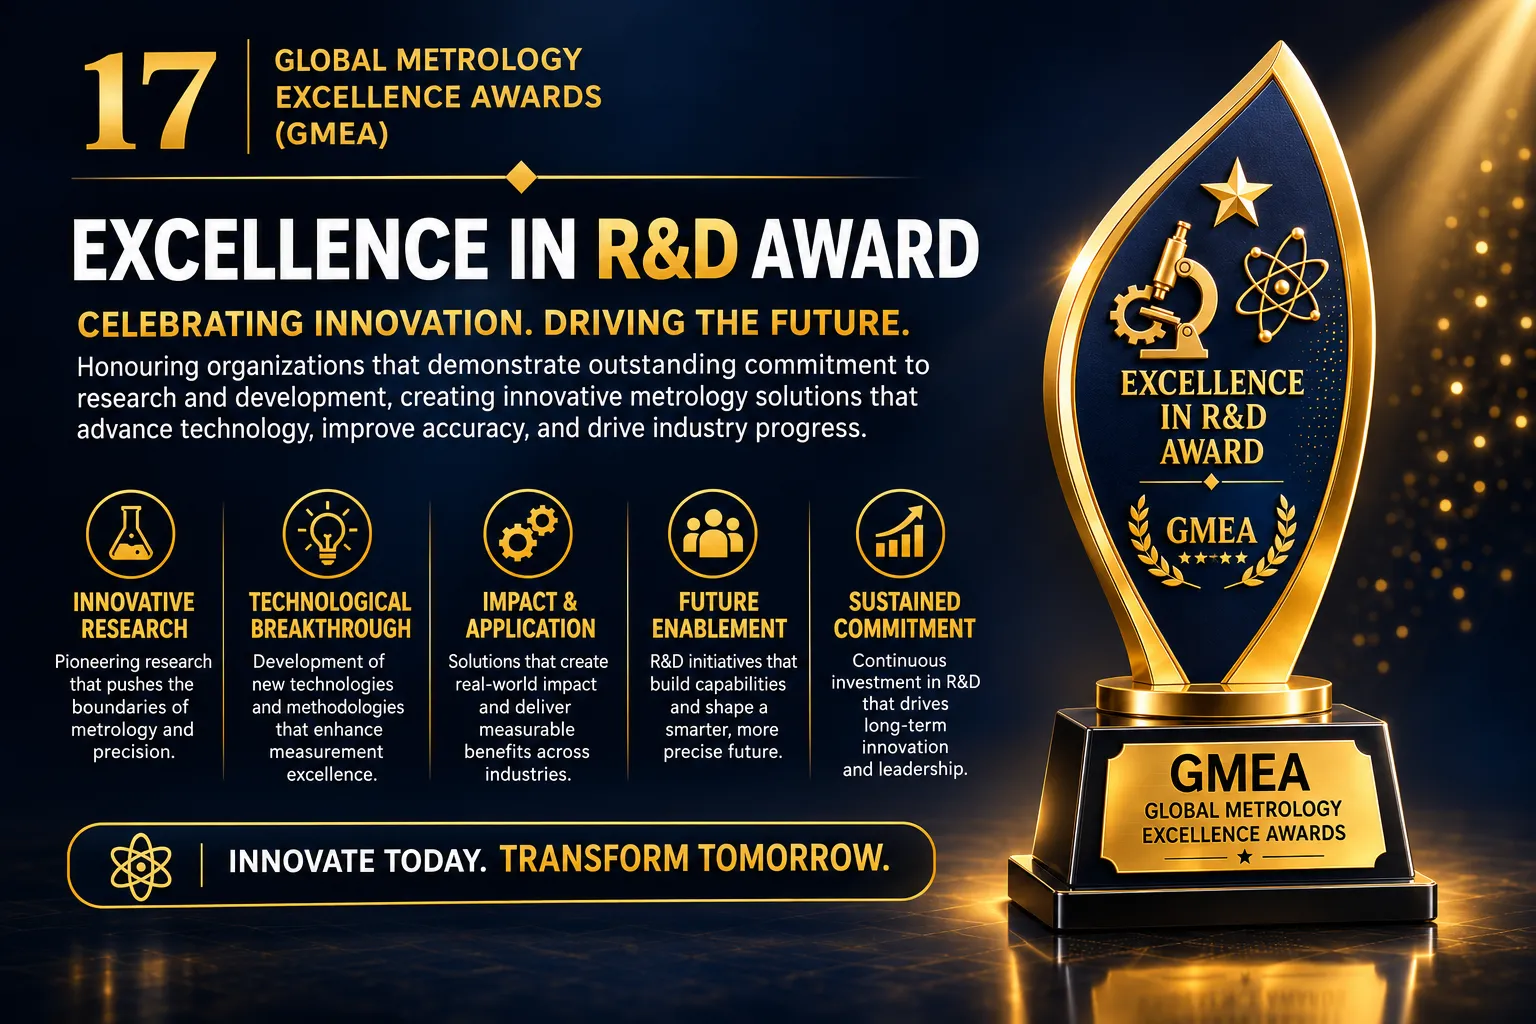 17
GLOBAL METROLOGY
EXCELLENCE AWARDS
(GMEA)
EXCELLENCE IN R&D AWARD
CELEBRATING INNOVATION. DRIVING THE FUTURE.
Honouring organizations that demonstrate outstanding commitment to
research and development, creating innovative metrology solutions that
advance technology, improve accuracy, and drive industry progress.
INNOVATIVE
RESEARCH
Pioneering research
that pushes the
boundaries of
metrology and
precision.
TECHNOLOGICAL
BREAKTHROUGH
Development of
new technologies
and methodologies
that enhance
measurement
excellence.
IMPACT &
APPLICATION
Solutions that create
real-world impact
and deliver
measurable
benefits across
industries.
FUTURE
ENABLEMENT
R&D initiatives that
build capabilities
and shape a
smarter, more
precise future.
SUSTAINED
COMMITMENT
Continuous
investment in R&D
that drives
long-term
innovation
and leadership.
INNOVATE TODAY. TRANSFORM TOMORROW.
EXCELLENCE
IN R&D
AWARD
GMEA
GMEA
GLOBAL METROLOGY
EXCELLENCE AWARDS